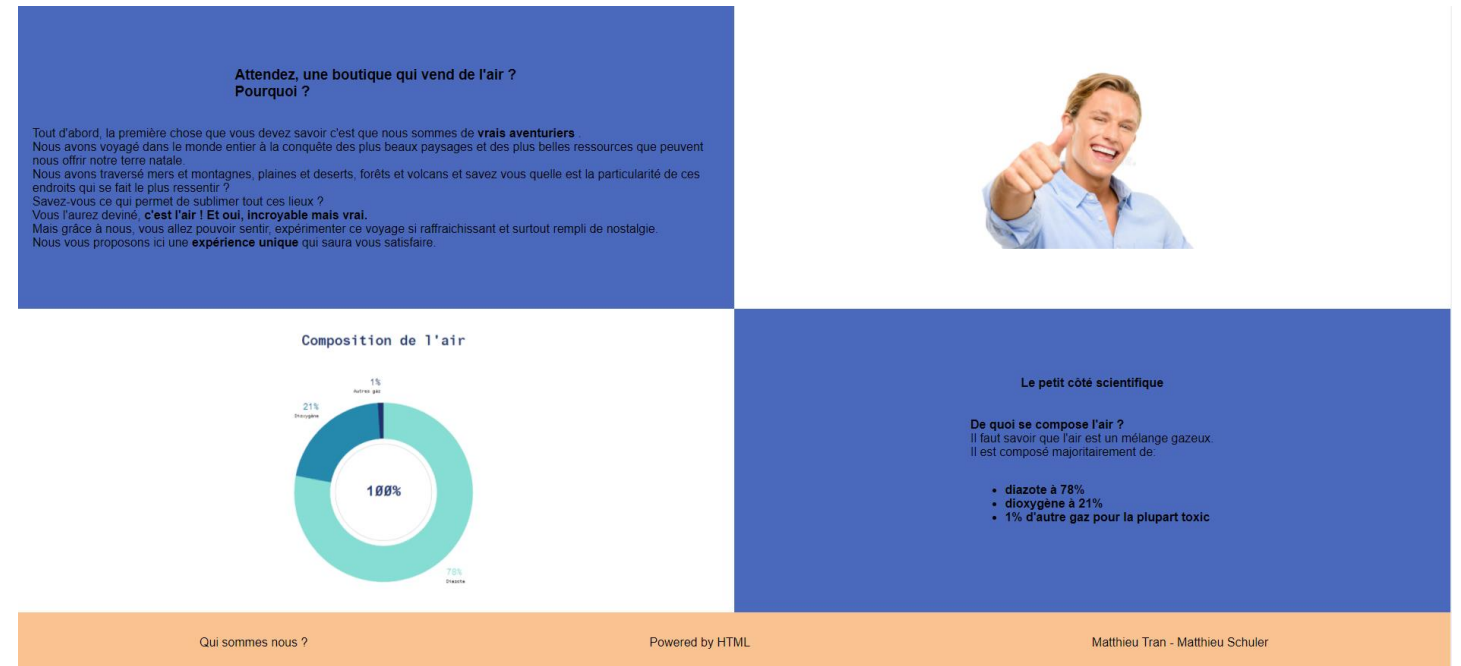 Attendez, une boutique qui vend de l'air ?
Pourquoi ?
Tout d'abord, la première chose que vous devez savoir c'est que nous sommes de vrais aventuriers .
Nous avons voyagé dans le monde entier à la conquête des plus beaux paysages et des plus belles ressources que peuvent
nous offrir notre terre natale.
Nous avons traversé mers et montagnes, plaines et deserts, forêts et volcans et savez vous quelle est la particularité de ces
endroits qui se fait le plus ressentir ?
Savez-vous ce qui permet de sublimer tout ces lieux ?
Vous l'aurez deviné, c'est l'air ! Et oui, incroyable mais vrai.
Mais grâce à nous, vous allez pouvoir sentir, expérimenter ce voyage si raffraichissant et surtout rempli de nostalgie.
Nous vous proposons ici une expérience unique qui saura vous satisfaire.
Composition de l'air
1%
Autres gaz
21%
Dioxygène
100%
78%
Diazote
Le petit côté scientifique
De quoi se compose l'air ?
Il faut savoir que l'air est un mélange gazeux.
Il est composé majoritairement de:
• diazote à 78%
• dioxygène à 21%
• 1% d'autre gaz pour la plupart toxic
Qui sommes nous ?
Powered by HTML
Matthieu Tran - Matthieu Schuler